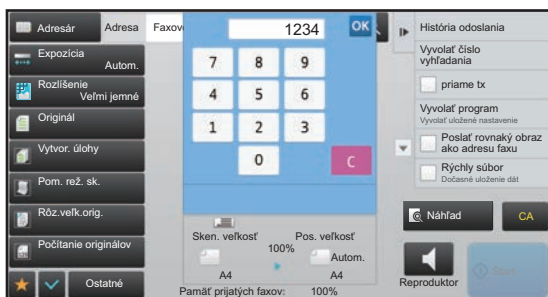 Adresár
Adresa
Faxov
1234
OK
História odoslania
Expozícia
Autom.
Vyvolať číslo
vyhľadania
7 8 9
Rozlíšenie
Veľmi jemné
priame tx
4 5 6
Originál
Vyvolať program
Vyvolať uložené nastavenie
1 2 3
Poslať rovnaký obraz
ako adresu faxu
Vytvor. úlohy
0
C
Rýchly súbor
Dočasné uloženie dát
Pom. rež. sk.
Rôz.veľk.orig.
Náhľad
CA
Sken. veľkosť
Pos. veľkosť
100%
Počítanie originálov
Autom.
A4
A4
Reproduktor
Štart
Ostatné
Pamäť prijatých faxov: 100%